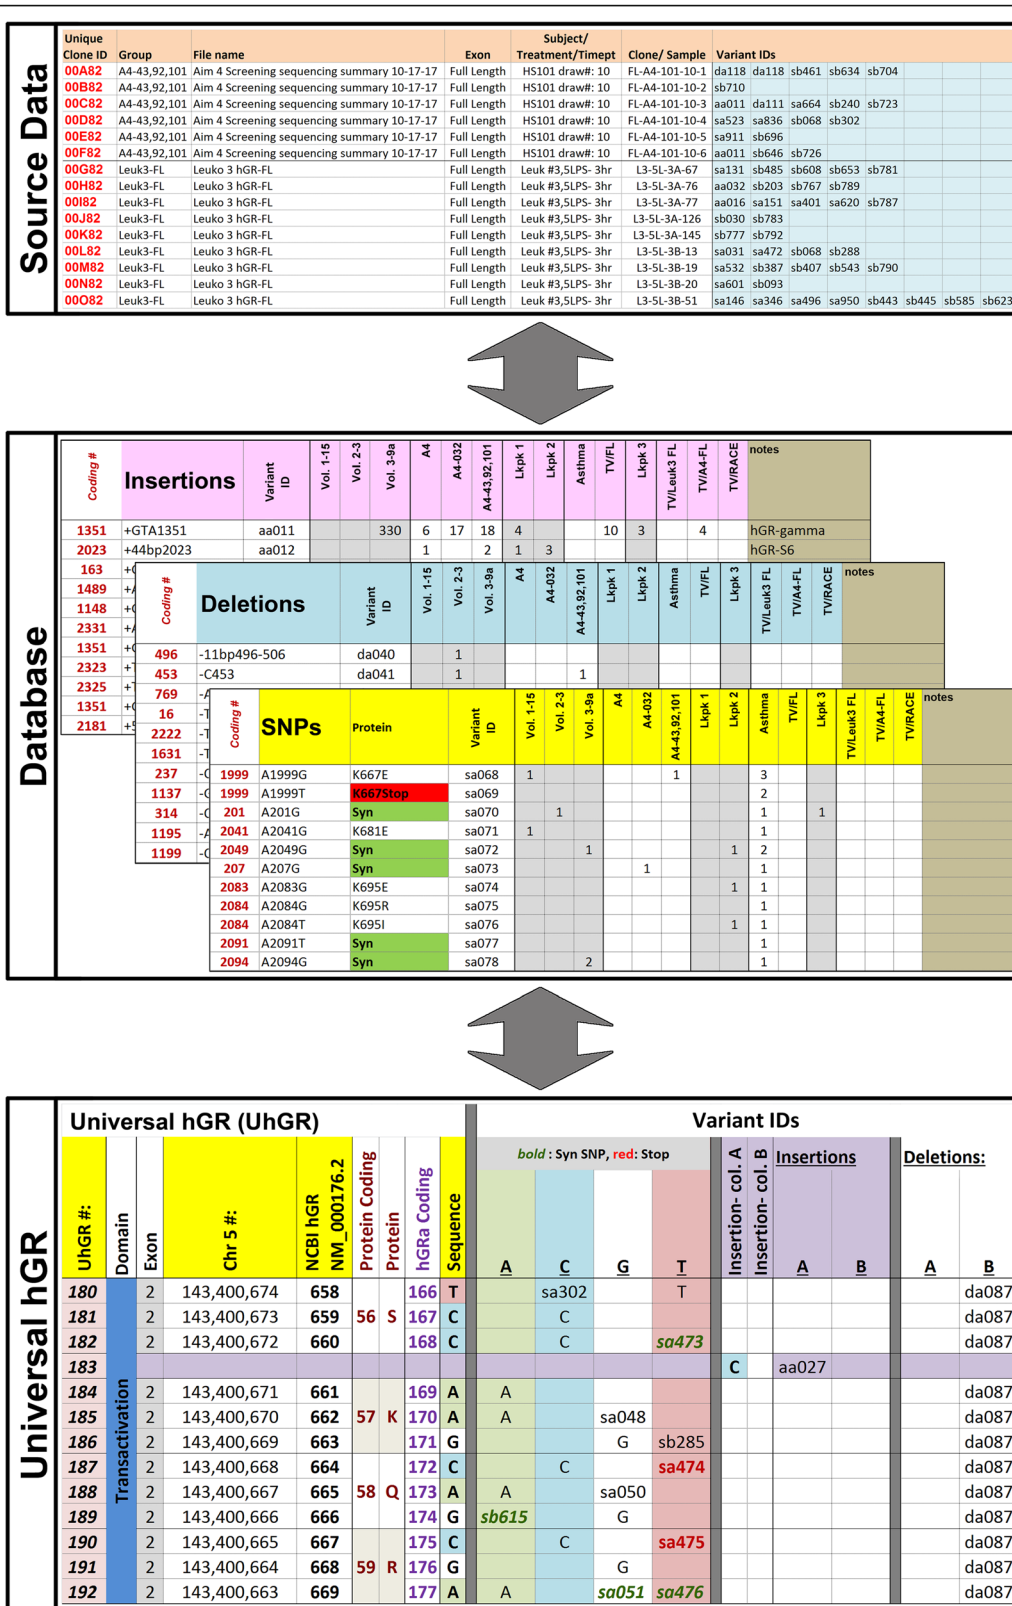 Source Data
Unique Clone ID Group File name Exon Subject/ Treatment/Timept Clone/ Sample Variant IDs
00A82 A4-43,92,101 Aim 4 Screening sequencing summary 10-17-17 Full Length HS101 draw#: 10 FL-A4-101-10-1 da118 da118 sb461 sb634 sb704
00B82 A4-43,92,101 Aim 4 Screening sequencing summary 10-17-17 Full Length HS101 draw#: 10 FL-A4-101-10-2 sb710
00C82 A4-43,92,101 Aim 4 Screening sequencing summary 10-17-17 Full Length HS101 draw#: 10 FL-A4-101-10-3 aa011 da111 sa664 sb240 sb723
00D82 A4-43,92,101 Aim 4 Screening sequencing summary 10-17-17 Full Length HS101 draw#: 10 FL-A4-101-10-4 sa523 sa836 sb068 sb302
00E82 A4-43,92,101 Aim 4 Screening sequencing summary 10-17-17 Full Length HS101 draw#: 10 FL-A4-101-10-5 sa911 sb696
00F82 A4-43,92,101 Aim 4 Screening sequencing summary 10-17-17 Full Length HS101 draw#: 10 FL-A4-101-10-6 aa011 sb646 sb726
00G82 Leuk3-FL Leuko 3 hGR-FL Full Length Leuk #3,5LPS- 3hr L3-5L-3A-67 sa131 sb485 sb608 sb653 sb781
00H82 Leuk3-FL Leuko 3 hGR-FL Full Length Leuk #3,5LPS- 3hr L3-5L-3A-76 aa032 sb203 sb767 sb789
00I82 Leuk3-FL Leuko 3 hGR-FL Full Length Leuk #3,5LPS- 3hr L3-5L-3A-77 aa016 sa151 sa401 sa620 sb787
00J82 Leuk3-FL Leuko 3 hGR-FL Full Length Leuk #3,5LPS- 3hr L3-5L-3A-126 sb030 sb783
00K82 Leuk3-FL Leuko 3 hGR-FL Full Length Leuk #3,5LPS- 3hr L3-5L-3A-145 sb777 sb792
00L82 Leuk3-FL Leuko 3 hGR-FL Full Length Leuk #3,5LPS- 3hr L3-5L-3B-13 sa031 sa472 sb068 sb288
00M82 Leuk3-FL Leuko 3 hGR-FL Full Length Leuk #3,5LPS- 3hr L3-5L-3B-19 sa532 sb387 sb407 sb543 sb790
00N82 Leuk3-FL Leuko 3 hGR-FL Full Length Leuk #3,5LPS- 3hr L3-5L-3B-20 sa601 sb093
00O82 Leuk3-FL Leuko 3 hGR-FL Full Length Leuk #3,5LPS- 3hr L3-5L-3B-51 sa146 sa346 sa496 sa950 sb443 sb445 sb585 sb623
Database
Coding # Insertions Variant ID Vol. 1-15 Vol. 2-3 Vol. 3-9a A4 A4-032 A4-43,92,101 Lkpk 1 Lkpk 2 Asthma TV/FL Lkpk 3 TV/Leuk3 FL TV/A4-FL TV/RACE notes
1351 +GTA1351 aa011 330 6 17 18 4 10 3 4 hGR-gamma
2023 +44bp2023 aa012 1 2 1 3 hGR-S6
163
1489
1148
2331
1351
2323
2325
1351
2181
Coding # Deletions Variant ID Vol. 1-15 Vol. 2-3 Vol. 3-9a A4 A4-032 A4-43,92,101 Lkpk 1 Lkpk 2 Asthma TV/FL Lkpk 3 TV/Leuk3 FL TV/A4-FL TV/RACE notes
496 -11bp496-506 da040 1
453 -C453 da041 1 1
769
16
2222
1631
237
1137
314
1195
1199
Coding # SNPs Protein Variant ID Vol. 1-15 Vol. 2-3 Vol. 3-9a A4 A4-032 A4-43,92,101 Lkpk 1 Lkpk 2 Asthma TV/FL Lkpk 3 TV/Leuk3 FL TV/A4-FL TV/RACE notes
1999 A1999G K667E sa068 1 1 3
1999 A1999T K667Stop sa069 2
201 A201G Syn sa070 1 1 1
2041 A2041G K681E sa071 1 1
2049 A2049G Syn sa072 1 1 2
207 A207G Syn sa073 1 1
2083 A2083G K695E sa074 1 1
2084 A2084G K695R sa075 1
2084 A2084T K695I sa076 1 1
2091 A2091T Syn sa077 1
2094 A2094G Syn sa078 2 1
Universal hGR
Universal hGR (UhGR) Variant IDs
bold : Syn SNP, red: Stop
UhGR #: Domain Exon Chr 5 #: NCBI hGR NM_000176.2 Protein Coding Protein hGRa Coding Sequence A C G T Insertion- col. A Insertion- col. B Insertions A B Deletions: A B
Transactivation
180 2 143,400,674 658 166 T sa302 T da087
181 2 143,400,673 659 56 S 167 C C da087
182 2 143,400,672 660 168 C C sa473 da087
183 C aa027
184 2 143,400,671 661 169 A A da087
185 2 143,400,670 662 57 K 170 A A sa048 da087
186 2 143,400,669 663 171 G G sb285 da087
187 2 143,400,668 664 172 C C sa474 da087
188 2 143,400,667 665 58 Q 173 A A sa050 da087
189 2 143,400,666 666 174 G sb615 G da087
190 2 143,400,665 667 175 C C sa475 da087
191 2 143,400,664 668 59 R 176 G G da087
192 2 143,400,663 669 177 A A sa051 sa476 da087